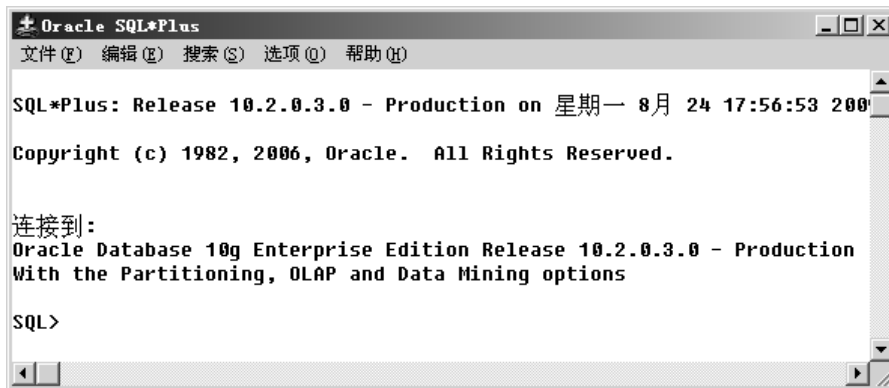 Oracle SQL*Plus
文件(F) 编辑(E) 搜索(S) 选项(O) 帮助(H)
SQL*Plus: Release 10.2.0.3.0 - Production on 星期一 8月 24 17:56:53
Copyright (c) 1982, 2006, Oracle. All Rights Reserved.
连接到:
Oracle Database 10g Enterprise Edition Release 10.2.0.3.0 - Production
With the Partitioning, OLAP and Data Mining options
SQL>